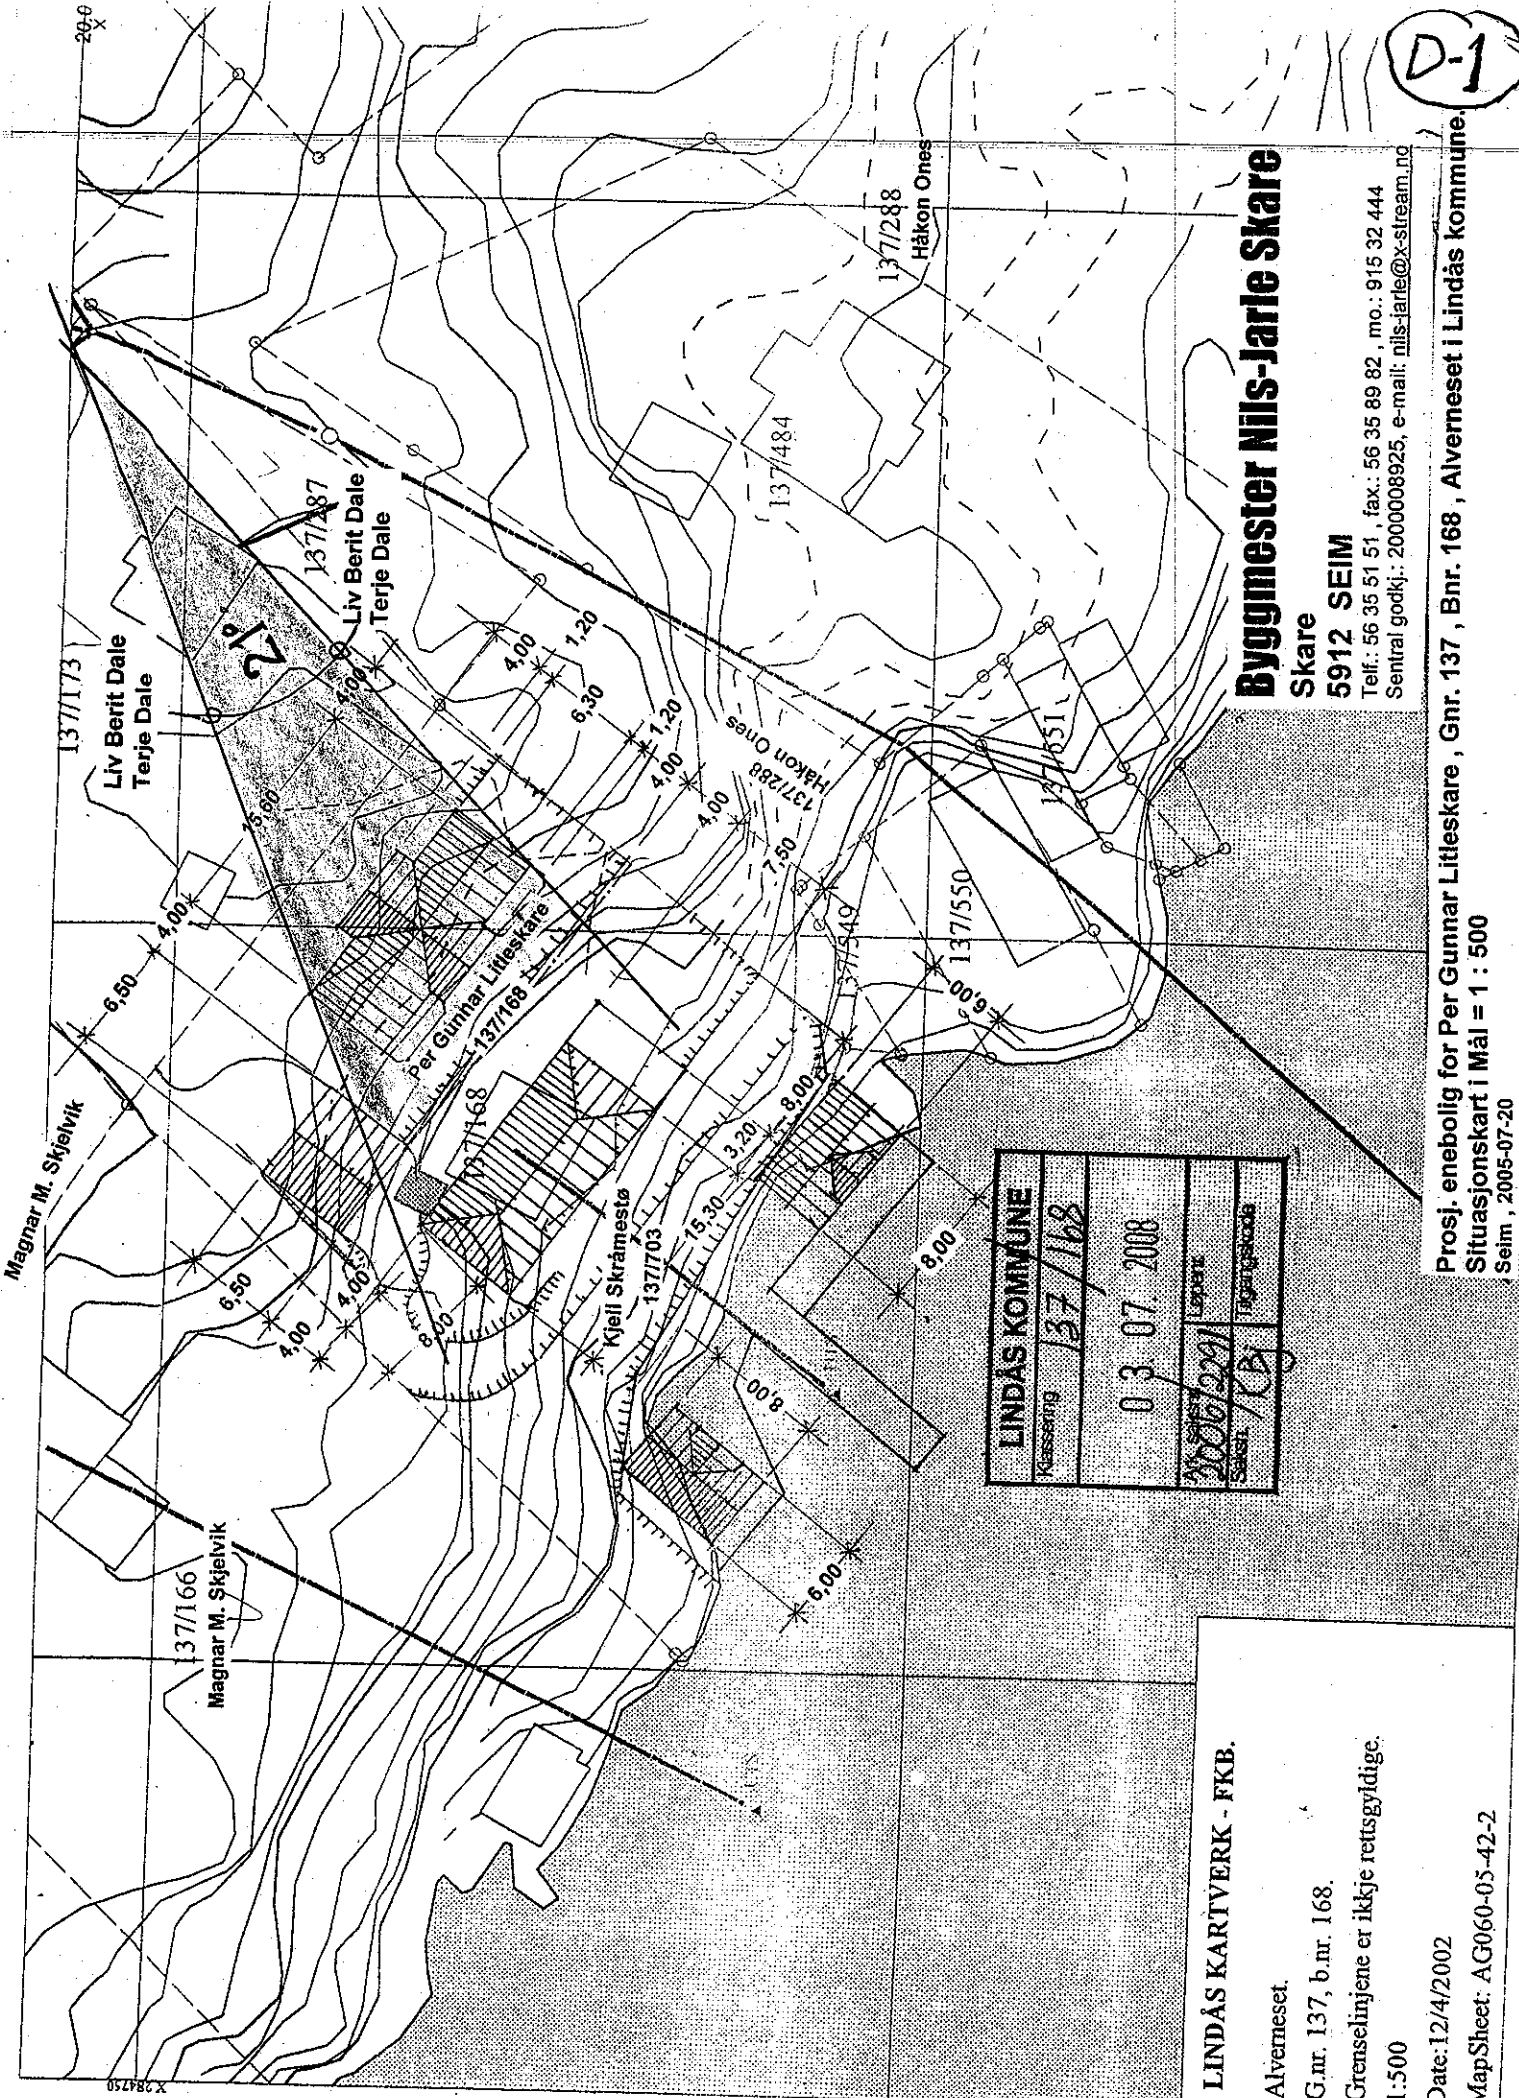 D-1
20.0
X
X 284750
Magnar M. Skjelvik
137/166
Magnar M. Skjelvik
137/173
Liv Berit Dale
Terje Dale
137/287
Liv Berit Dale
Terje Dale
137/288
Håkon Ones
137/484
137/288
Håkon Ones
137/551
137/550
137/549
Per Gunnar Litleskare
137/168
137/168
Kjell Skråmestø
137/703
6,50
4,00
15,60
4,00
4,00
1,20
6,30
1,20
4,00
4,00
7,50
6,00
6,50
4,00
4,00
8,00
3,20
8,00
15,30
8,00
8,00
6,00
LINDÅS KOMMUNE
Klassering 137/168
03. 07. 2008
Løpenr.
Saksh. Tilgangskode
Byggmester Nils-Jarle Skare
Skare
5912 SEIM
Telf.: 56 35 51 51 , fax.: 56 35 89 82 , mo.: 915 32 444
Sentral godkj.: 2000008925, e-mail: nils-jarle@x-stream.no
Prosj. enebolig for Per Gunnar Litleskare , Gnr. 137 , Bnr. 168 , Alverneset i Lindås kommune.
Situasjonskart i Mål = 1 : 500
Seim , 2005-07-20
LINDÅS KARTVERK - FKB.
Alverneset.
G.nr. 137, b.nr. 168.
Grenselinjene er ikkje rettsgyldige.
1:500
Date:12/4/2002
MapSheet: AG060-05-42-2